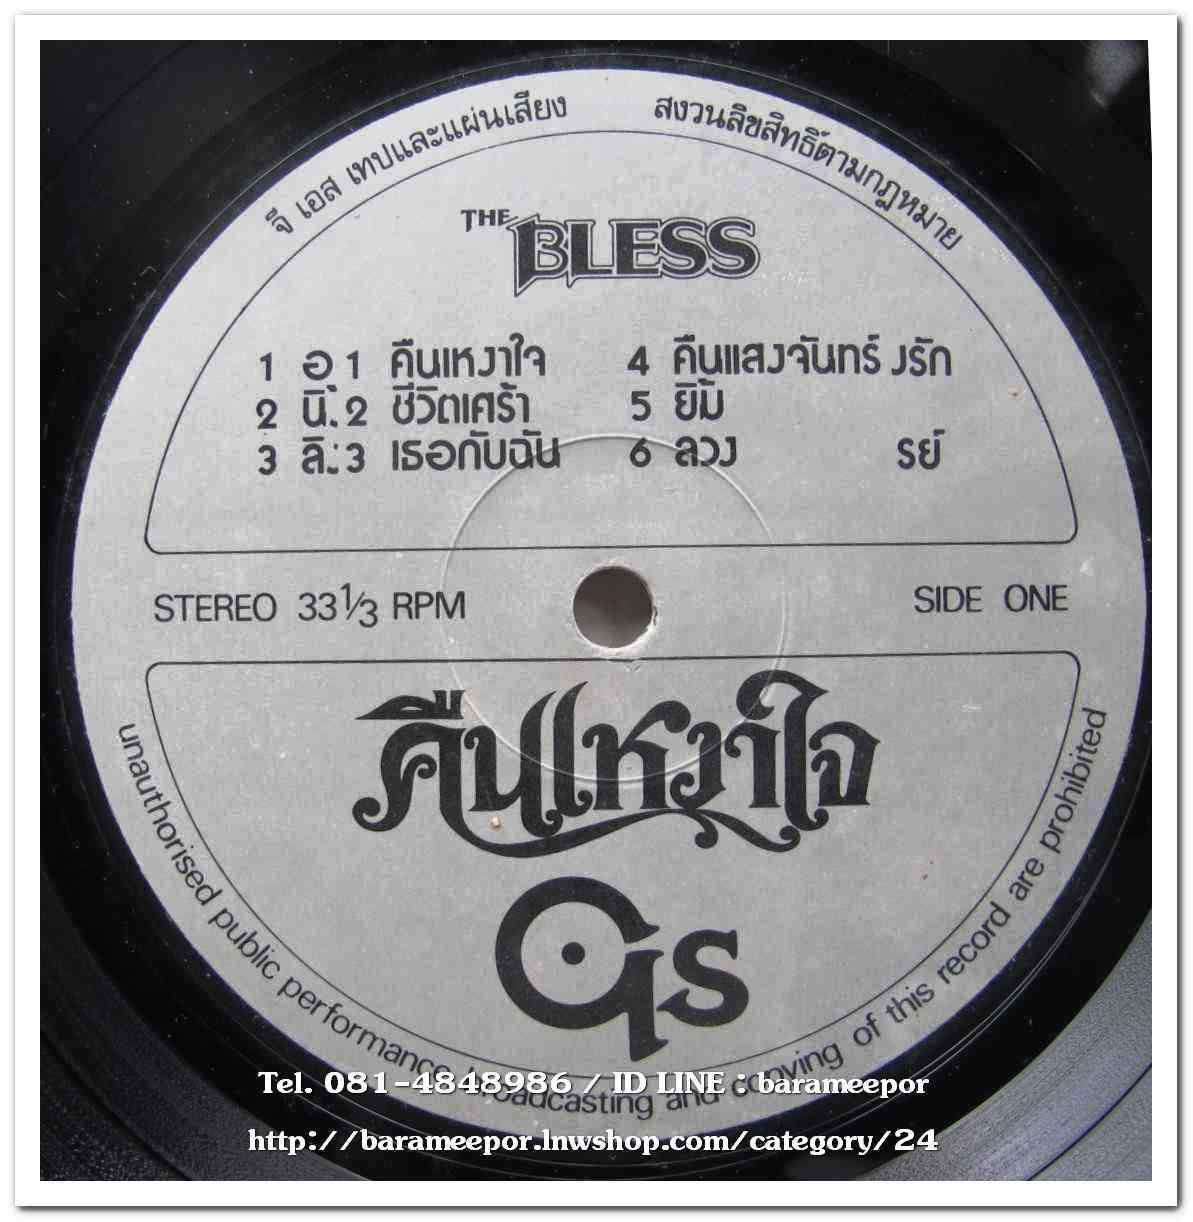 จี เอส เทปและแผ่นเสียง สงวนลิขสิทธิ์ตามกฎหมาย
THE BLESS
1 อ 1 คืนเหงาใจ 4 คืนแสงจันทร์ งรัก
2 นิ 2 ชีวิตเศร้า 5 ยิ้ม
3 ลิ 3 เธอกับฉัน 6 ลวง รย์
STEREO 33 1/3 RPM SIDE ONE
คืนเหงาใจ
GS
unauthorised public performance broadcasting and copying of this record are prohibited
Tel. 081-4848986 / ID LINE : barameepor
http://barameepor.lnwshop.com/category/24